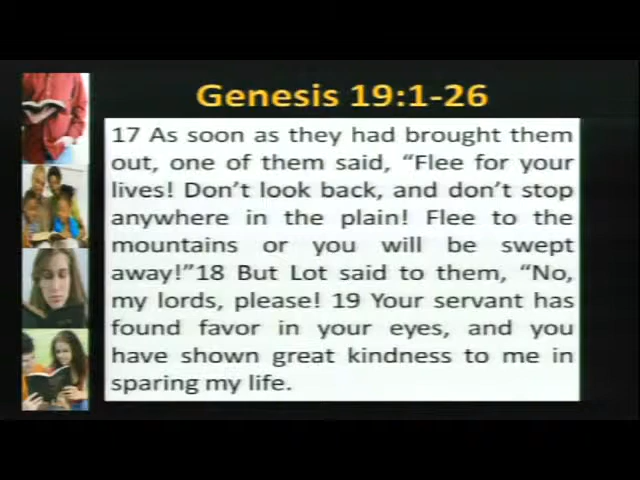 Genesis 19:1-26
17 As soon as they had brought them
out, one of them said, “Flee for your
lives! Don’t look back, and don’t stop
anywhere in the plain! Flee to the
mountains or you will be swept
away!”18 But Lot said to them, “No,
my lords, please! 19 Your servant has
found favor in your eyes, and you
have shown great kindness to me in
sparing my life.